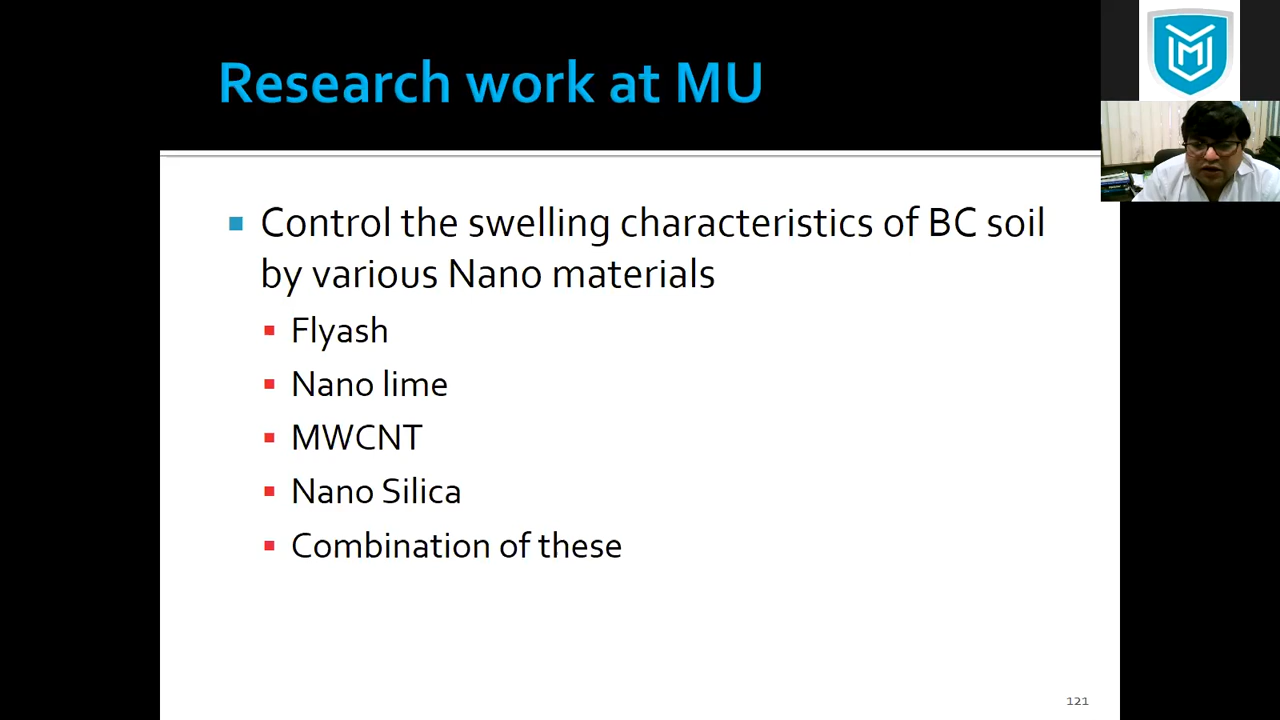 Research work at MU
Control the swelling characteristics of BC soil
by various Nano materials
Flyash
Nano lime
MWCNT
Nano Silica
Combination of these
121